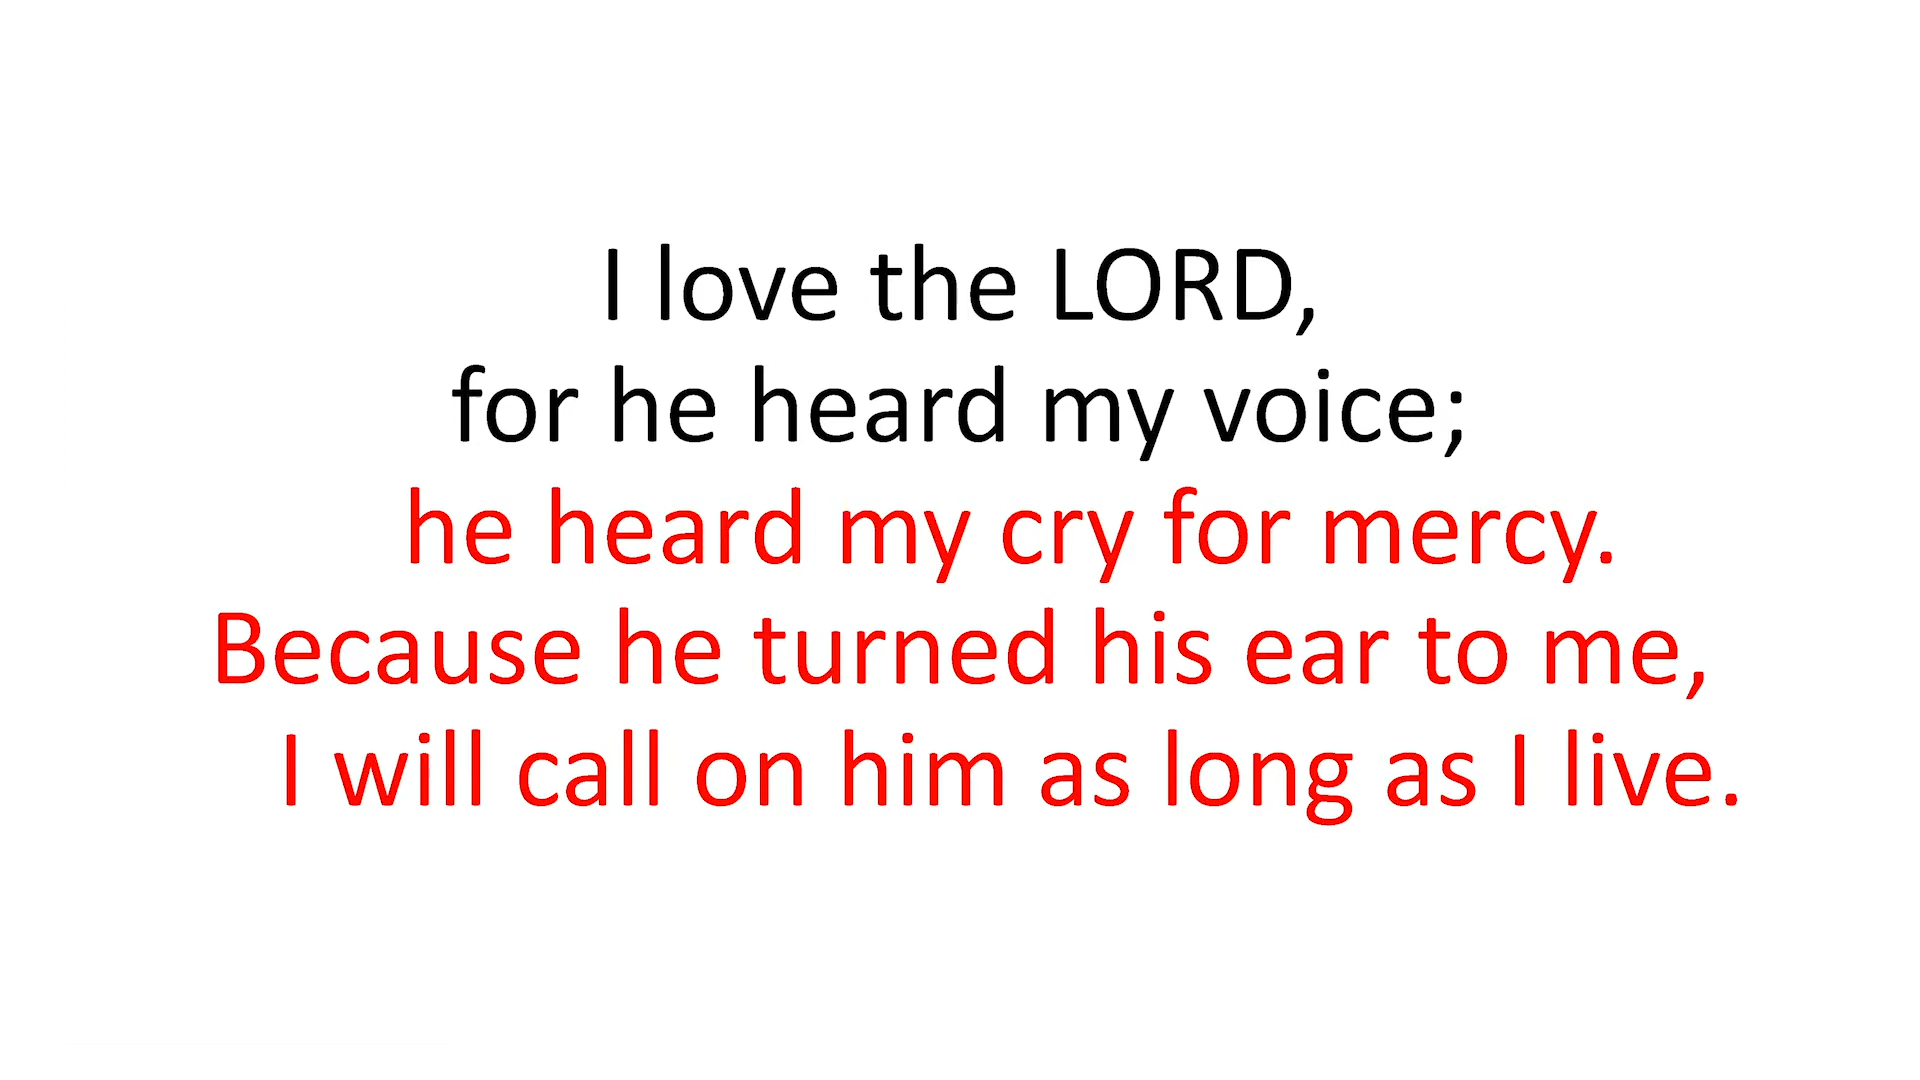 I love the LORD,
for he heard my voice;
he heard my cry for mercy.
Because he turned his ear to me,
I will call on him as long as I live.